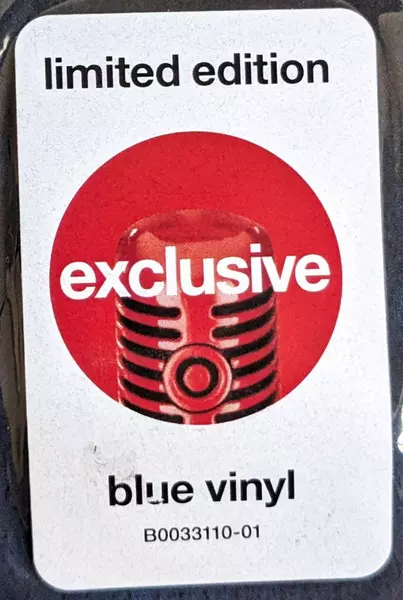 limited edition
exclusive
blue vinyl
B0033110-01